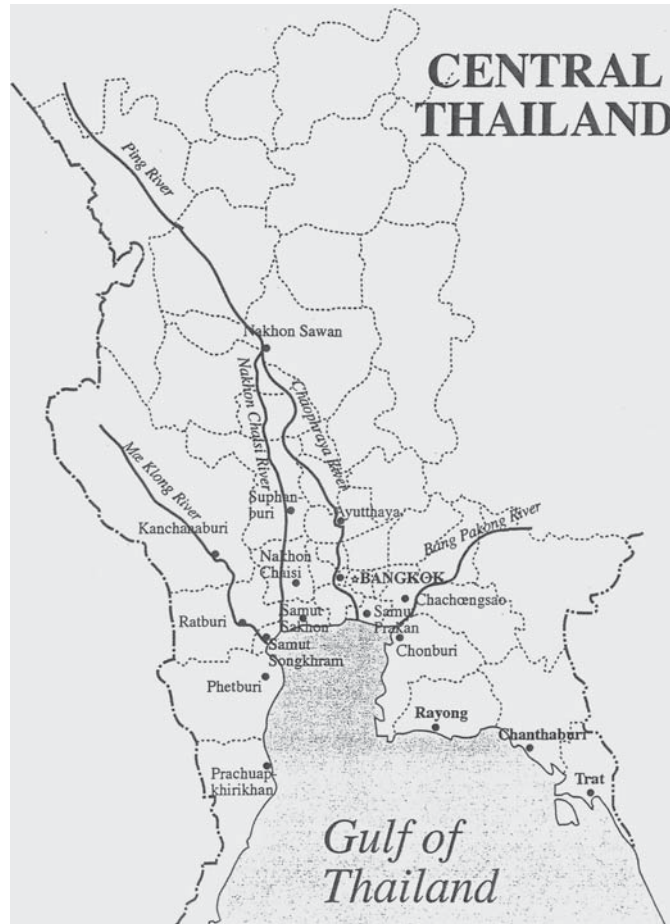 CENTRAL
THAILAND
Ping River
Nakhon Sawan
Nakhon Chaisi River
Chaophraya River
Mæ Klong River
Suphan-
buri
Ayutthaya
Bang Pakong River
Kanchanaburi
Nakhon
Chaisi
BANGKOK
Chachœngsao
Ratburi
Samut
Sakhon
Samut
Prakan
Samut
Songkhram
Chonburi
Phetburi
Rayong
Chanthaburi
Prachuap-
khirikhan
Trat
Gulf of
Thailand